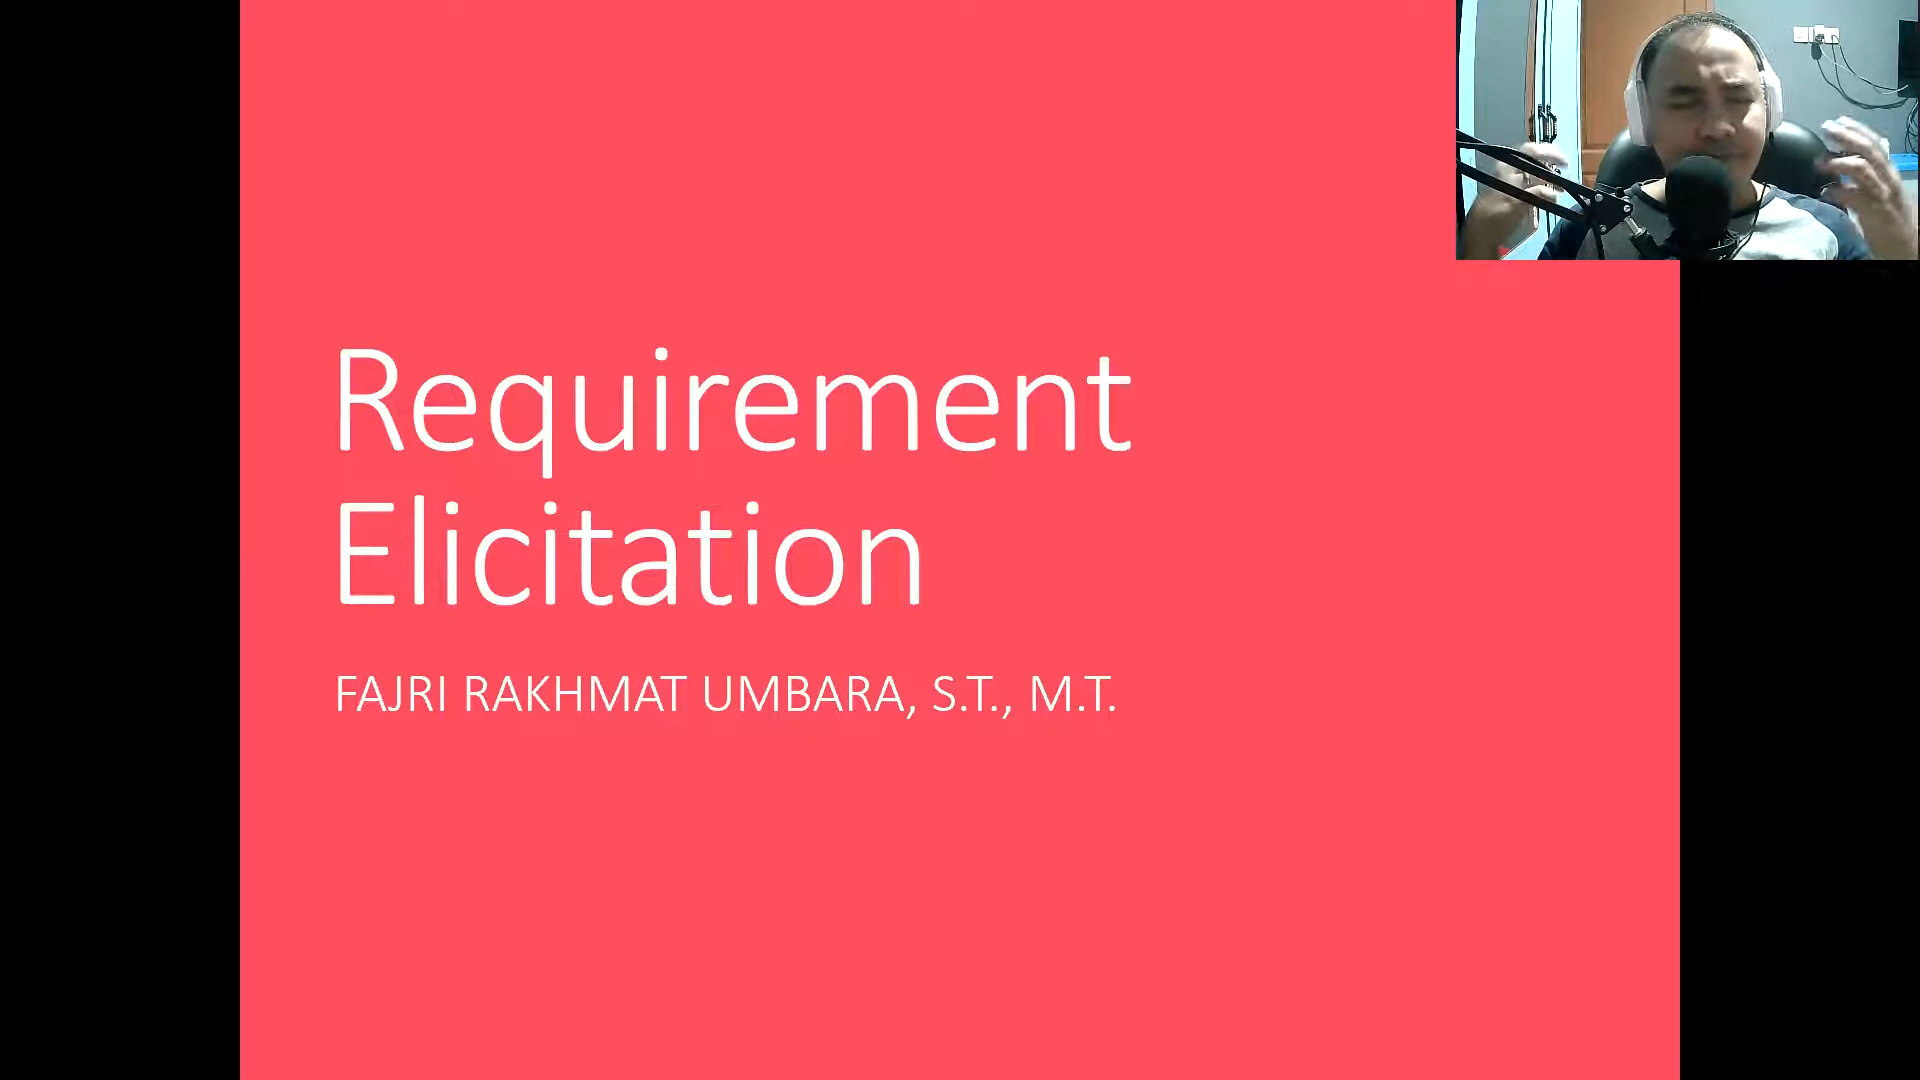 Requirement
Elicitation
FAJRI RAKHMAT UMBARA, S.T., M.T.